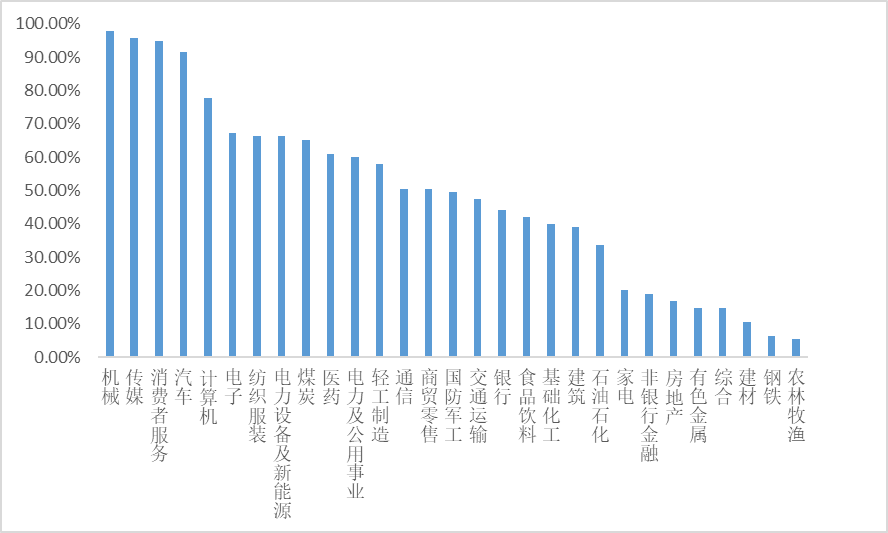 100.00%
90.00%
80.00%
70.00%
60.00%
50.00%
40.00%
30.00%
20.00%
10.00%
0.00%
机械
传媒
消费者服务
汽车
计算机
电子
纺织服装
电力设备及新能源
煤炭
医药
电力及公用事业
轻工制造
通信
商贸零售
国防军工
交通运输
银行
食品饮料
基础化工
建筑
石油石化
家电
非银行金融
房地产
有色金属
综合
建材
钢铁
农林牧渔